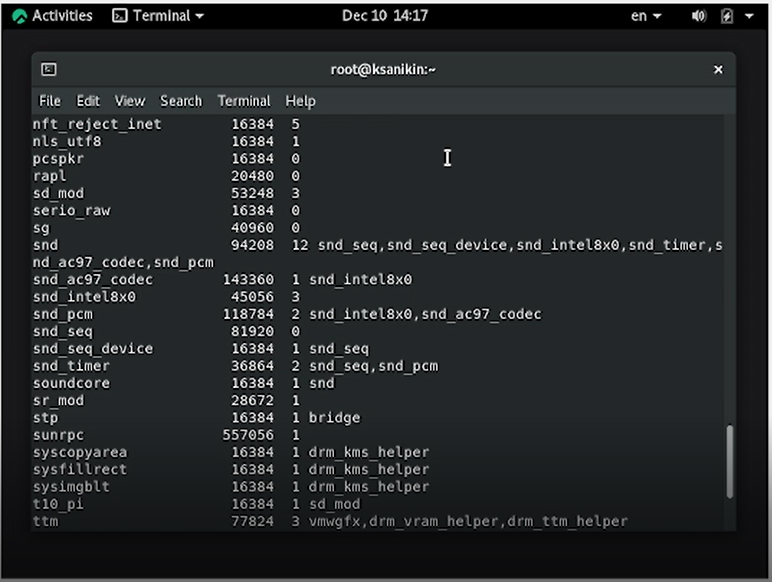 Activities Terminal Dec 10 14:17 en
root@ksanikin:~
File Edit View Search Terminal Help
nft_reject_inet 16384 5
nls_utf8 16384 1
pcspkr 16384 0
rapl 20480 0
sd_mod 53248 3
serio_raw 16384 0
sg 40960 0
snd 94208 12 snd_seq,snd_seq_device,snd_intel8x0,snd_timer,s
nd_ac97_codec,snd_pcm
snd_ac97_codec 143360 1 snd_intel8x0
snd_intel8x0 45056 3
snd_pcm 118784 2 snd_intel8x0,snd_ac97_codec
snd_seq 81920 0
snd_seq_device 16384 1 snd_seq
snd_timer 36864 2 snd_seq,snd_pcm
soundcore 16384 1 snd
sr_mod 28672 1
stp 16384 1 bridge
sunrpc 557056 1
syscopyarea 16384 1 drm_kms_helper
sysfillrect 16384 1 drm_kms_helper
sysimgblt 16384 1 drm_kms_helper
t10_pi 16384 1 sd_mod
ttm 77824 3 vmwgfx,drm_vram_helper,drm_ttm_helper